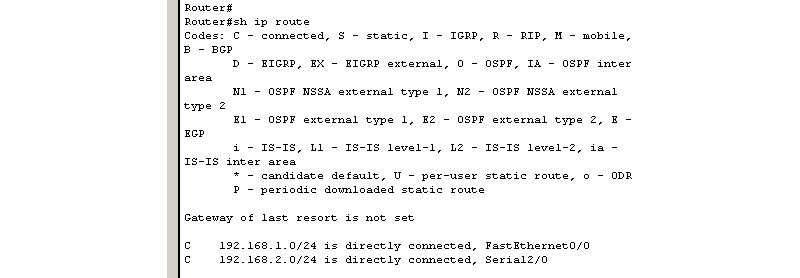 Router#
Router#sh ip route
Codes: C - connected, S - static, I - IGRP, R - RIP, M - mobile,
B - BGP
D - EIGRP, EX - EIGRP external, O - OSPF, IA - OSPF inter
area
N1 - OSPF NSSA external type 1, N2 - OSPF NSSA external
type 2
E1 - OSPF external type 1, E2 - OSPF external type 2, E -
EGP
i - IS-IS, L1 - IS-IS level-1, L2 - IS-IS level-2, ia -
IS-IS inter area
* - candidate default, U - per-user static route, o - ODR
P - periodic downloaded static route
Gateway of last resort is not set
C 192.168.1.0/24 is directly connected, FastEthernet0/0
C 192.168.2.0/24 is directly connected, Serial2/0